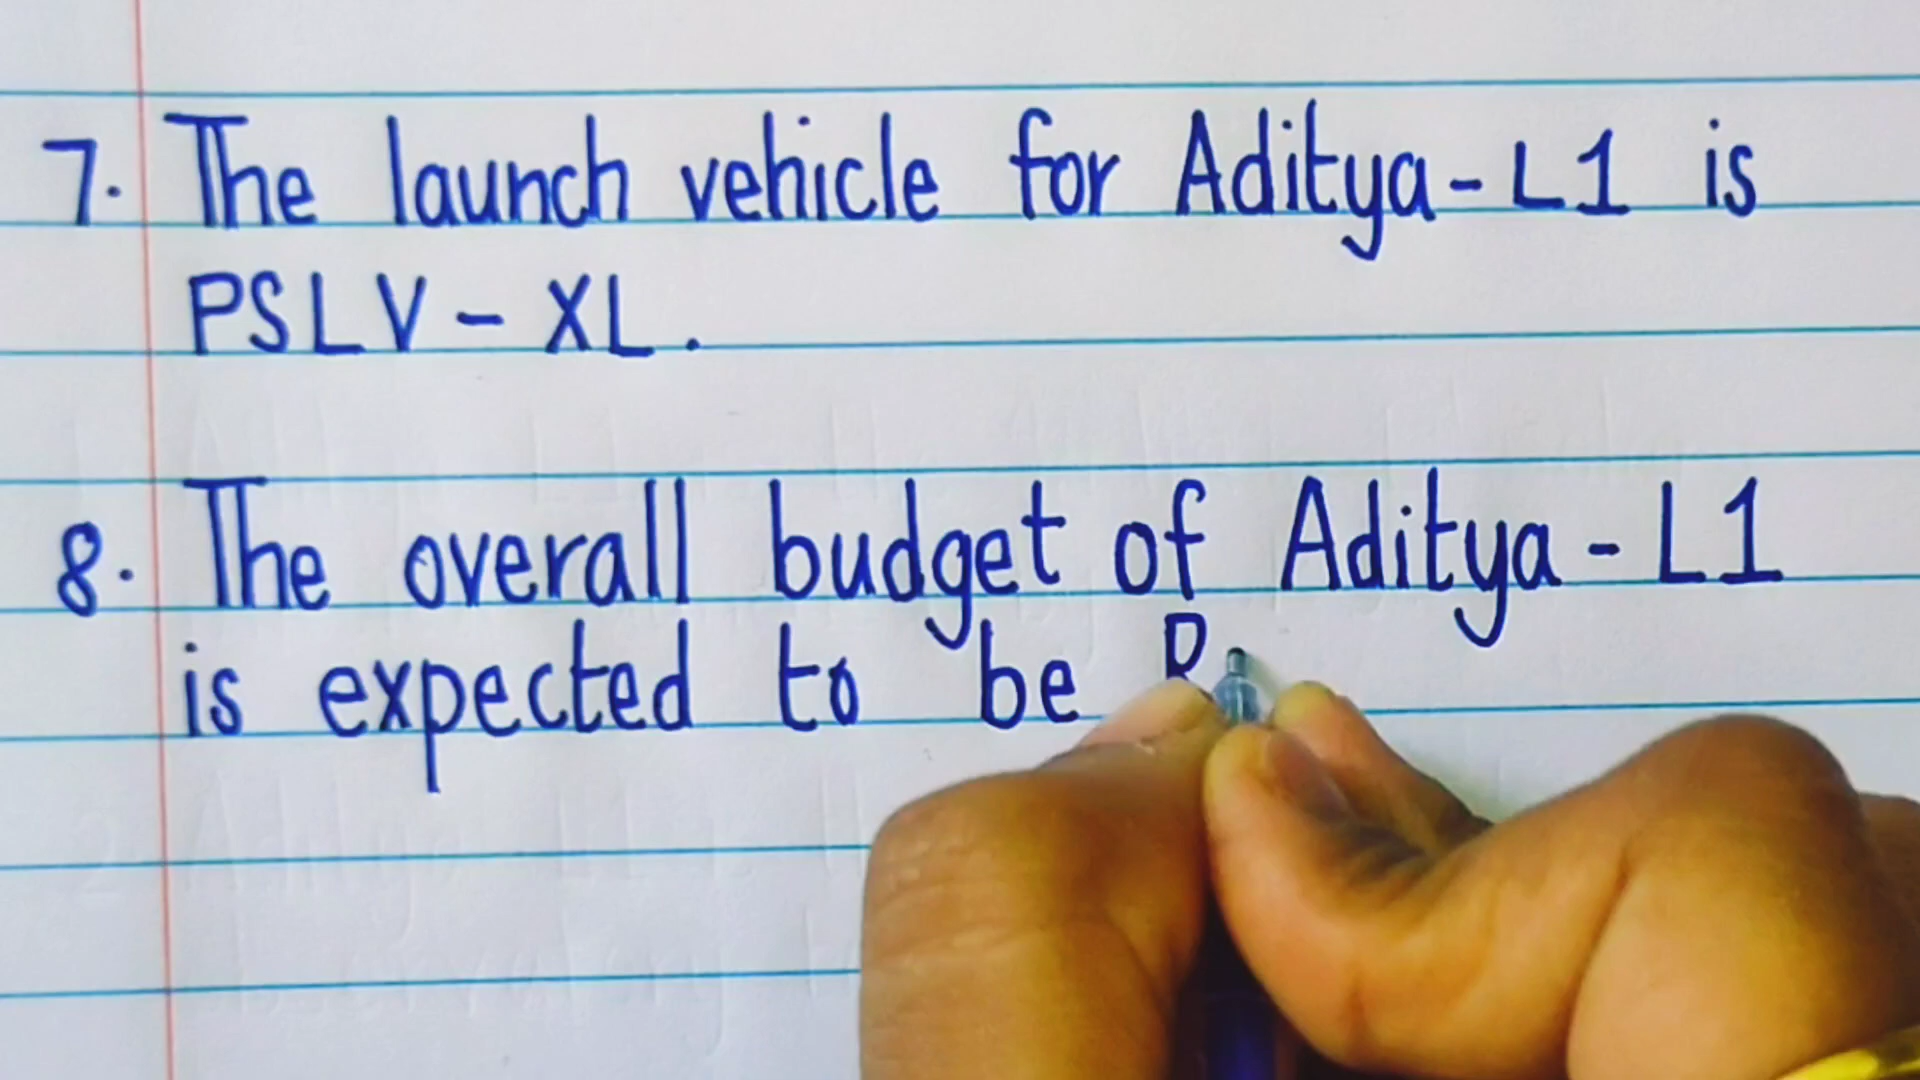 7. The launch vehicle for Aditya - L1 is
PSLV - XL.
8. The overall budget of Aditya - L1
is expected to be